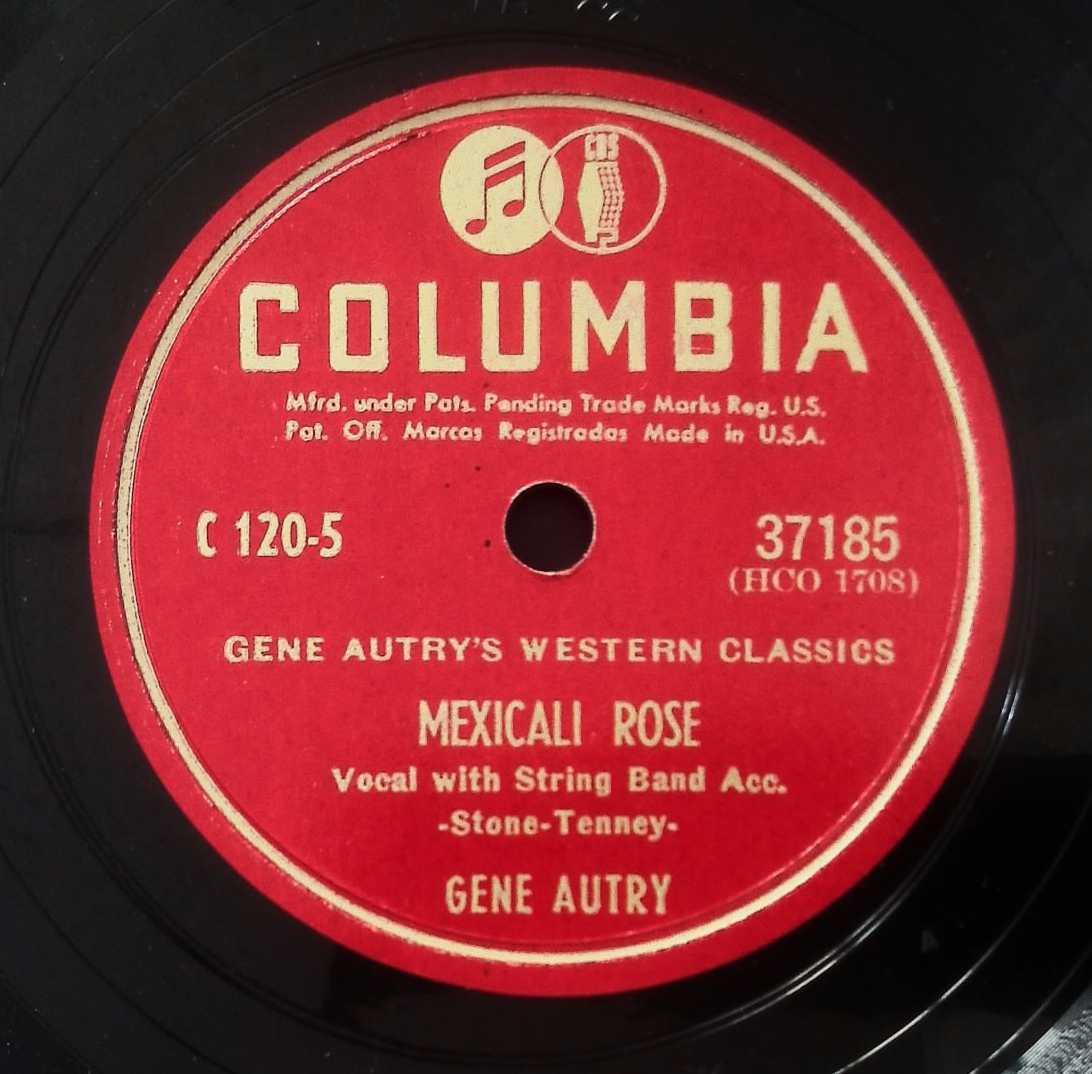 CBS
COLUMBIA
Mfrd. under Pats. Pending Trade Marks Reg. U.S.
Pat. Off. Marcas Registradas Made in U.S.A.
C 120-5
37185
(HCO 1708)
GENE AUTRY'S WESTERN CLASSICS
MEXICALI ROSE
Vocal with String Band Acc.
-Stone-Tenney-
GENE AUTRY